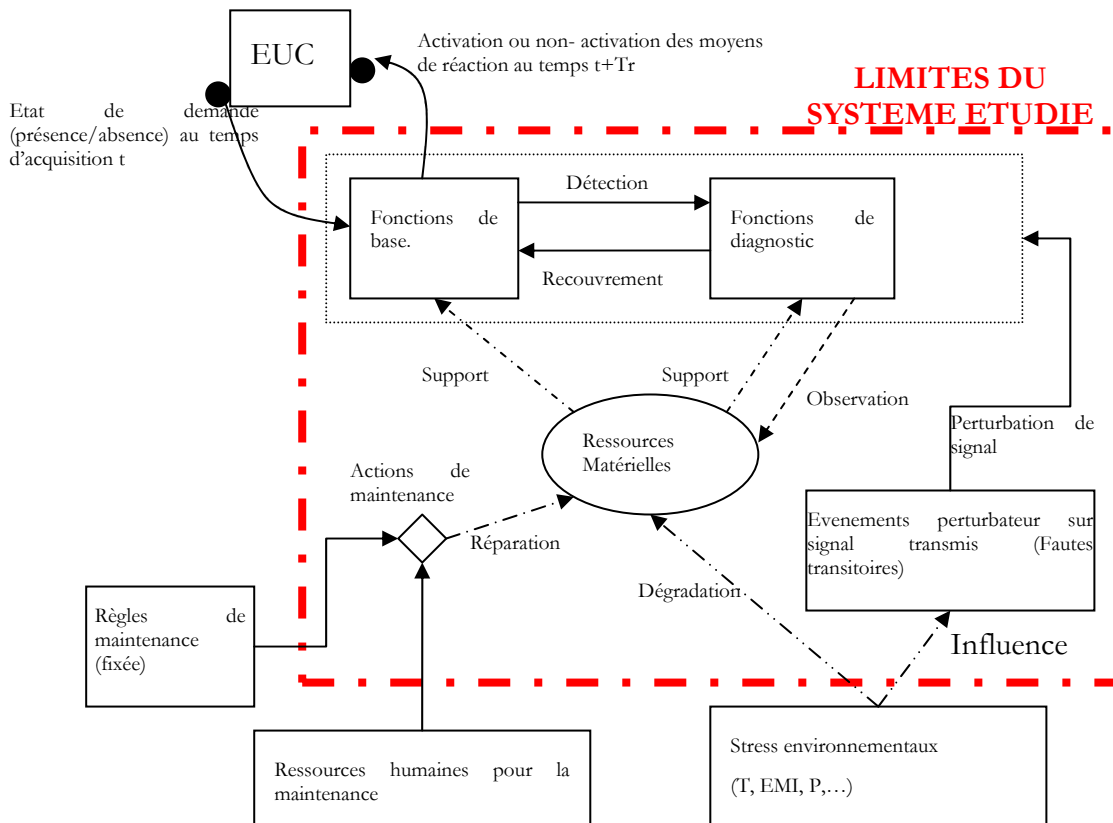 EUC
Activation ou non- activation des moyens
de réaction au temps t+Tr
LIMITES DU
SYSTEME ETUDIE
Etat de demande
(présence/absence) au temps
d’acquisition t
Fonctions de
base.
Détection
Recouvrement
Fonctions de
diagnostic
Support
Support
Observation
Ressources
Matérielles
Perturbation de
signal
Actions de
maintenance
Réparation
Evenements perturbateur sur
signal transmis (Fautes
transitoires)
Dégradation
Influence
Règles de
maintenance
(fixée)
Ressources humaines pour la
maintenance
Stress environnementaux
(T, EMI, P,…)